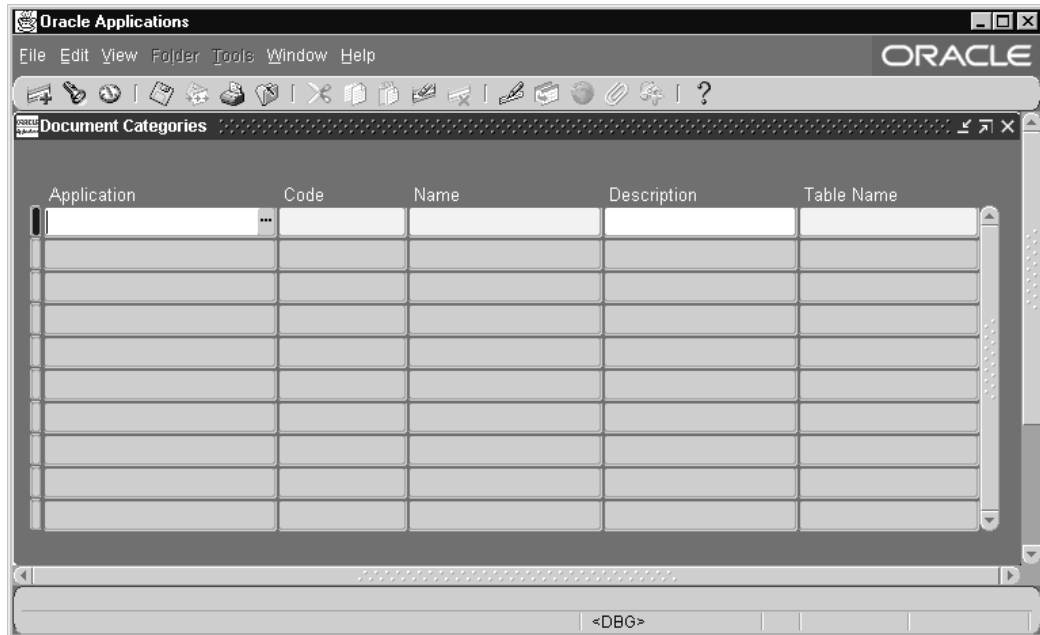 Oracle Applications
File Edit View Folder Tools Window Help
ORACLE
?
Document Categories
Application Code Name Description Table Name
...
<DBG>